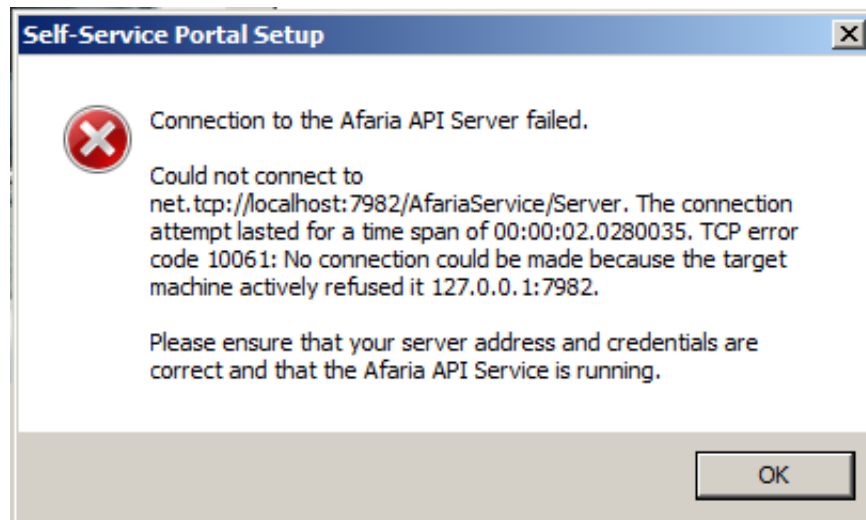 Self-Service Portal Setup
Connection to the Afaria API Server failed.
Could not connect to
net.tcp://localhost:7982/AfariaService/Server. The connection
attempt lasted for a time span of 00:00:02.0280035. TCP error
code 10061: No connection could be made because the target
machine actively refused it 127.0.0.1:7982.
Please ensure that your server address and credentials are
correct and that the Afaria API Service is running.
OK